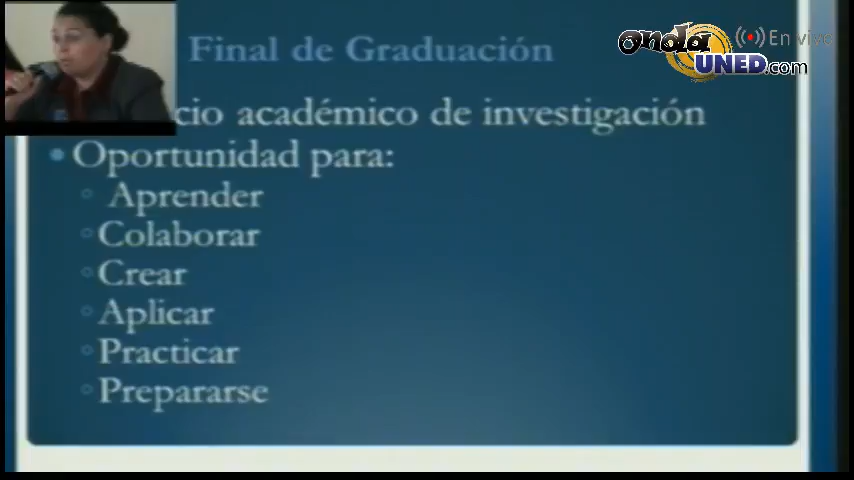 Final de Graduación
onda UNED.com
En vivo
cio académico de investigación
Oportunidad para:
Aprender
Colaborar
Crear
Aplicar
Practicar
Prepararse